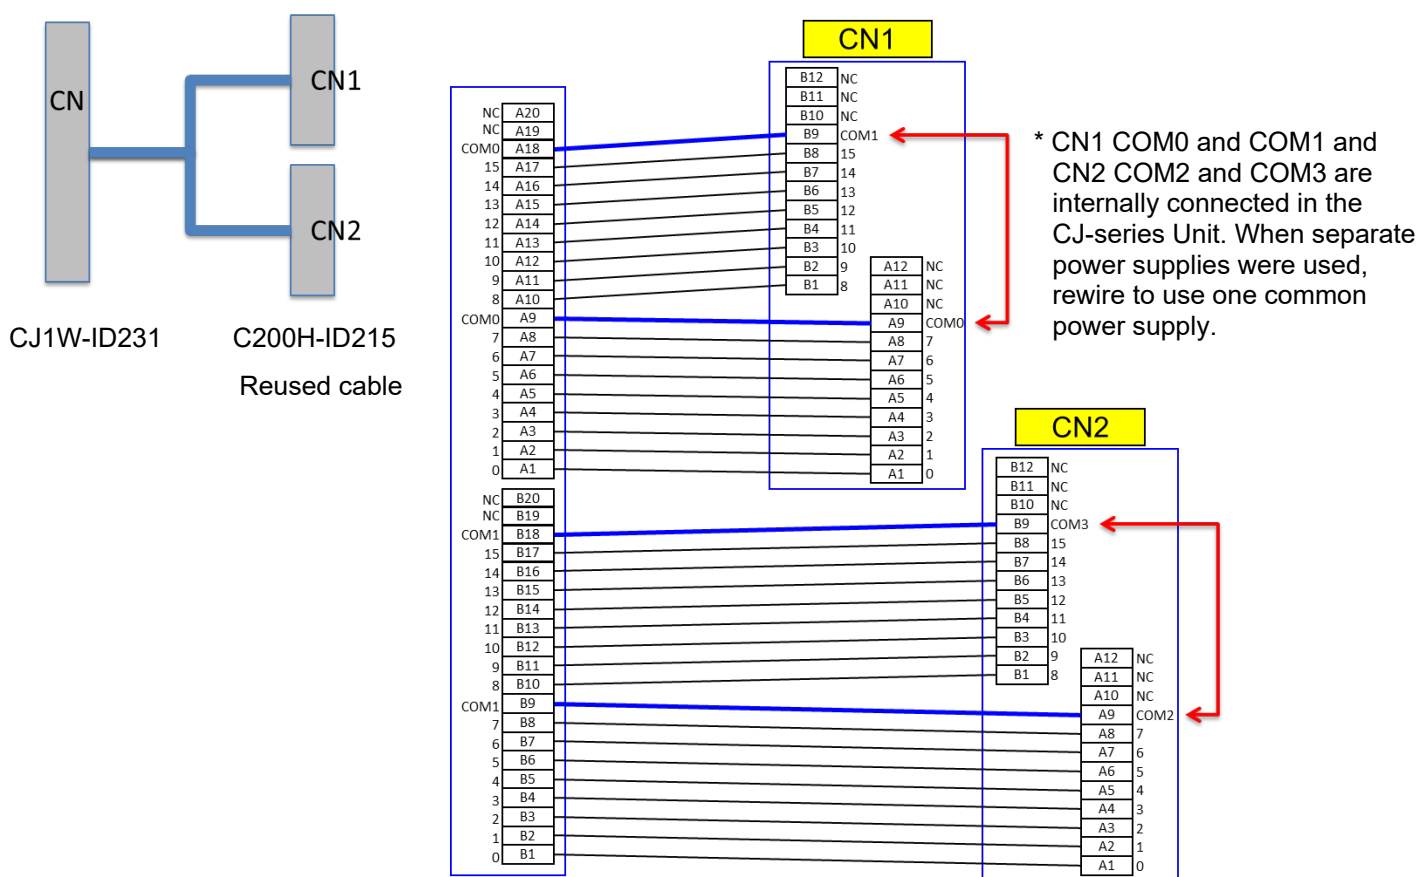 CN
CN1
CN2
CJ1W-ID231 C200H-ID215
Reused cable
NC A20
NC A19
COM0 A18
15 A17
14 A16
13 A15
12 A14
11 A13
10 A12
9 A11
8 A10
COM0 A9
7 A8
6 A7
5 A6
4 A5
3 A4
2 A3
1 A2
0 A1
NC B20
NC B19
COM1 B18
15 B17
14 B16
13 B15
12 B14
11 B13
10 B12
9 B11
8 B10
COM1 B9
7 B8
6 B7
5 B6
4 B5
3 B4
2 B3
1 B2
0 B1
CN1
B12 NC
B11 NC
B10 NC
B9 COM1
B8 15
B7 14
B6 13
B5 12
B4 11
B3 10
B2 9
B1 8
A12 NC
A11 NC
A10 NC
A9 COM0
A8 7
A7 6
A6 5
A5 4
A4 3
A3 2
A2 1
A1 0
* CN1 COM0 and COM1 and
CN2 COM2 and COM3 are
internally connected in the
CJ-series Unit. When separate
power supplies were used,
rewire to use one common
power supply.
CN2
B12 NC
B11 NC
B10 NC
B9 COM3
B8 15
B7 14
B6 13
B5 12
B4 11
B3 10
B2 9
B1 8
A12 NC
A11 NC
A10 NC
A9 COM2
A8 7
A7 6
A6 5
A5 4
A4 3
A3 2
A2 1
A1 0